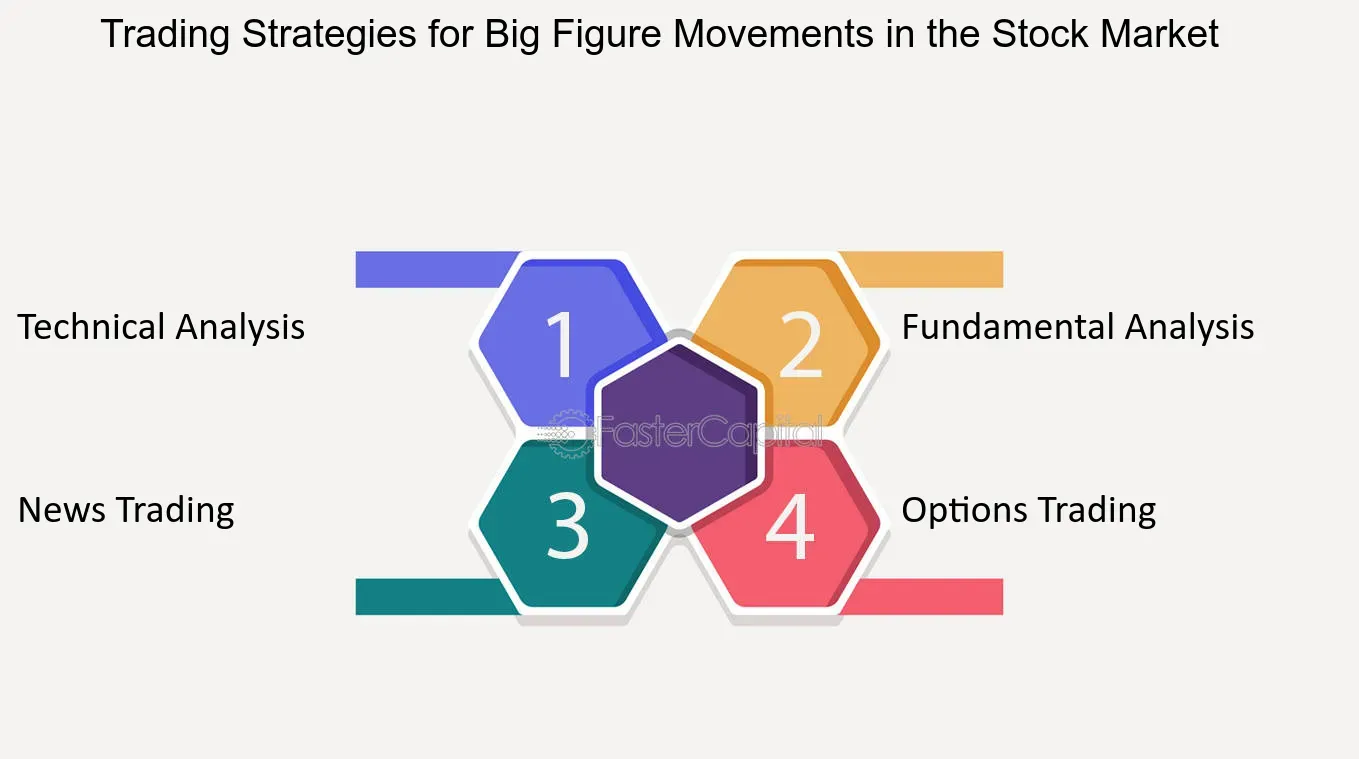 Trading Strategies for Big Figure Movements in the Stock Market
1
2
Technical Analysis
Fundamental Analysis
FasterCapital
3
4
News Trading
Options Trading